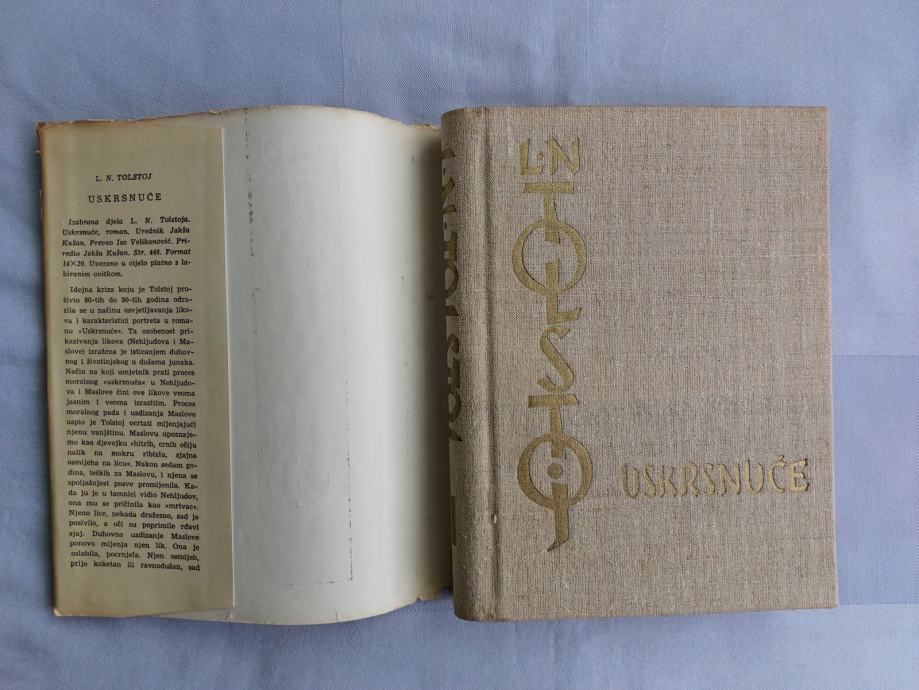 L. N. TOLSTOJ
USKRSNUĆE
Izabrana djela L. N. Tolstoja.
Uskrsnuće, roman. Urednik Jakša
Kušan. Preveo Iso Velikanović. Pri-
redio Jakša Kušan. Str. 448. Format
14×20. Uvezano u cijelo platno s la-
kiranim ovitkom.
Idejna kriza koju je Tolstoj pro-
živio 80-tih do 90-tih godina odra-
zila se u načinu osvjetljavanja liko-
va i karakteristici portreta u roma-
nu »Uskrsnuće«. Ta osobenost pri-
kazivanja likova (Nehljudova i Ma-
slove) izražena je isticanjem duhov-
nog i životinjskog u dušama junaka.
Način na koji umjetnik prati proces
moralnog »uskrsnuća« u Nehljudo-
va i Maslove čini ove likove veoma
jasnim i veoma izrazitim. Proces
moralnog pada i uzdizanja Maslove
uspio je Tolstoj ocrtati mijenjajući
njenu vanjštinu. Maslovu upoznaje-
mo kao djevojku »hitrih, crnih očiju
nalik na mokru ribizlu, sjajna
osmijeha na licu«. Nakon sedam go-
dina, teških za Maslovu, i njena se
spoljašnost posve promijenila. Ka-
da ju je u tamnici vidio Nehljudov,
ona mu se pričinila kao »mrtvac«.
Njeno lice, nekada dražesno, sad je
posivilo, a oči su poprimile rđavi
sjaj. Duhovno uzdizanje Maslove
ponovo mijenja njen lik. Ona je
oslabila, pocrnjela. Njen osmijeh,
prije koketan ili ravnodušan, sad
L·N
TOLSTOJ
USKRSNUĆE